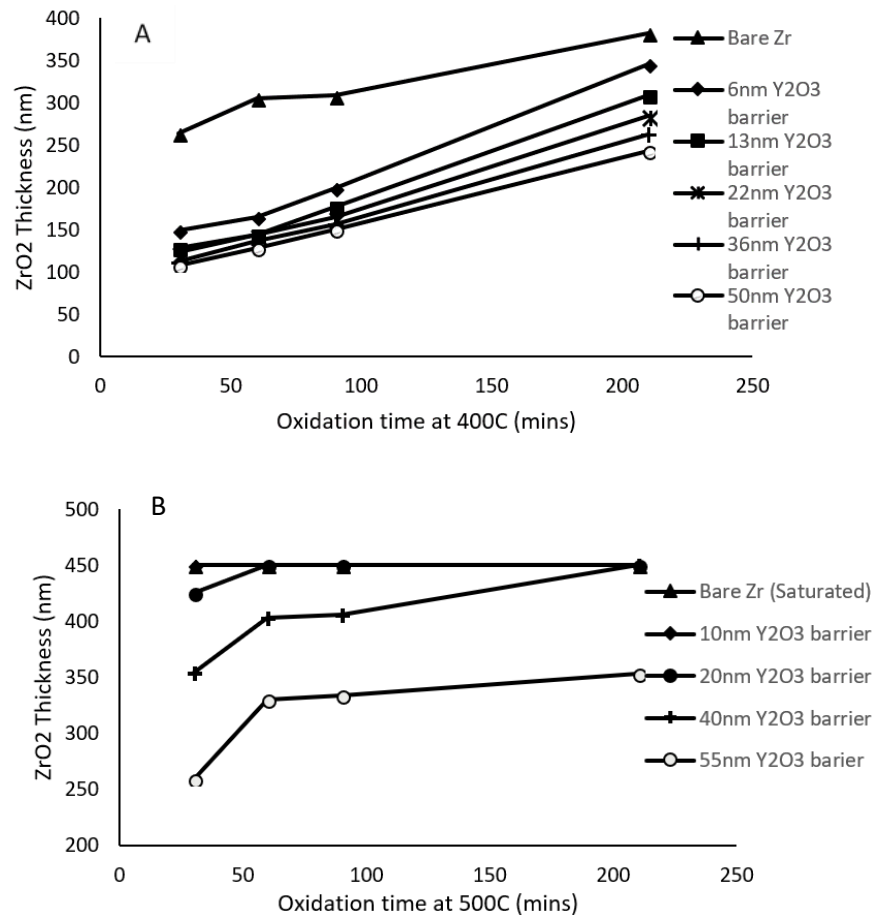 A
400
350
300
250
200
150
100
50
0
ZrO2 Thickness (nm)
0 50 100 150 200 250
Oxidation time at 400C (mins)
Bare Zr
6nm Y2O3
barrier
13nm Y2O3
barrier
22nm Y2O3
barrier
36nm Y2O3
barrier
50nm Y2O3
barrier
B
500
450
400
350
300
250
200
ZrO2 Thickness (nm)
0 50 100 150 200 250
Oxidation time at 500C (mins)
Bare Zr (Saturated)
10nm Y2O3 barrier
20nm Y2O3 barrier
40nm Y2O3 barrier
55nm Y2O3 barier